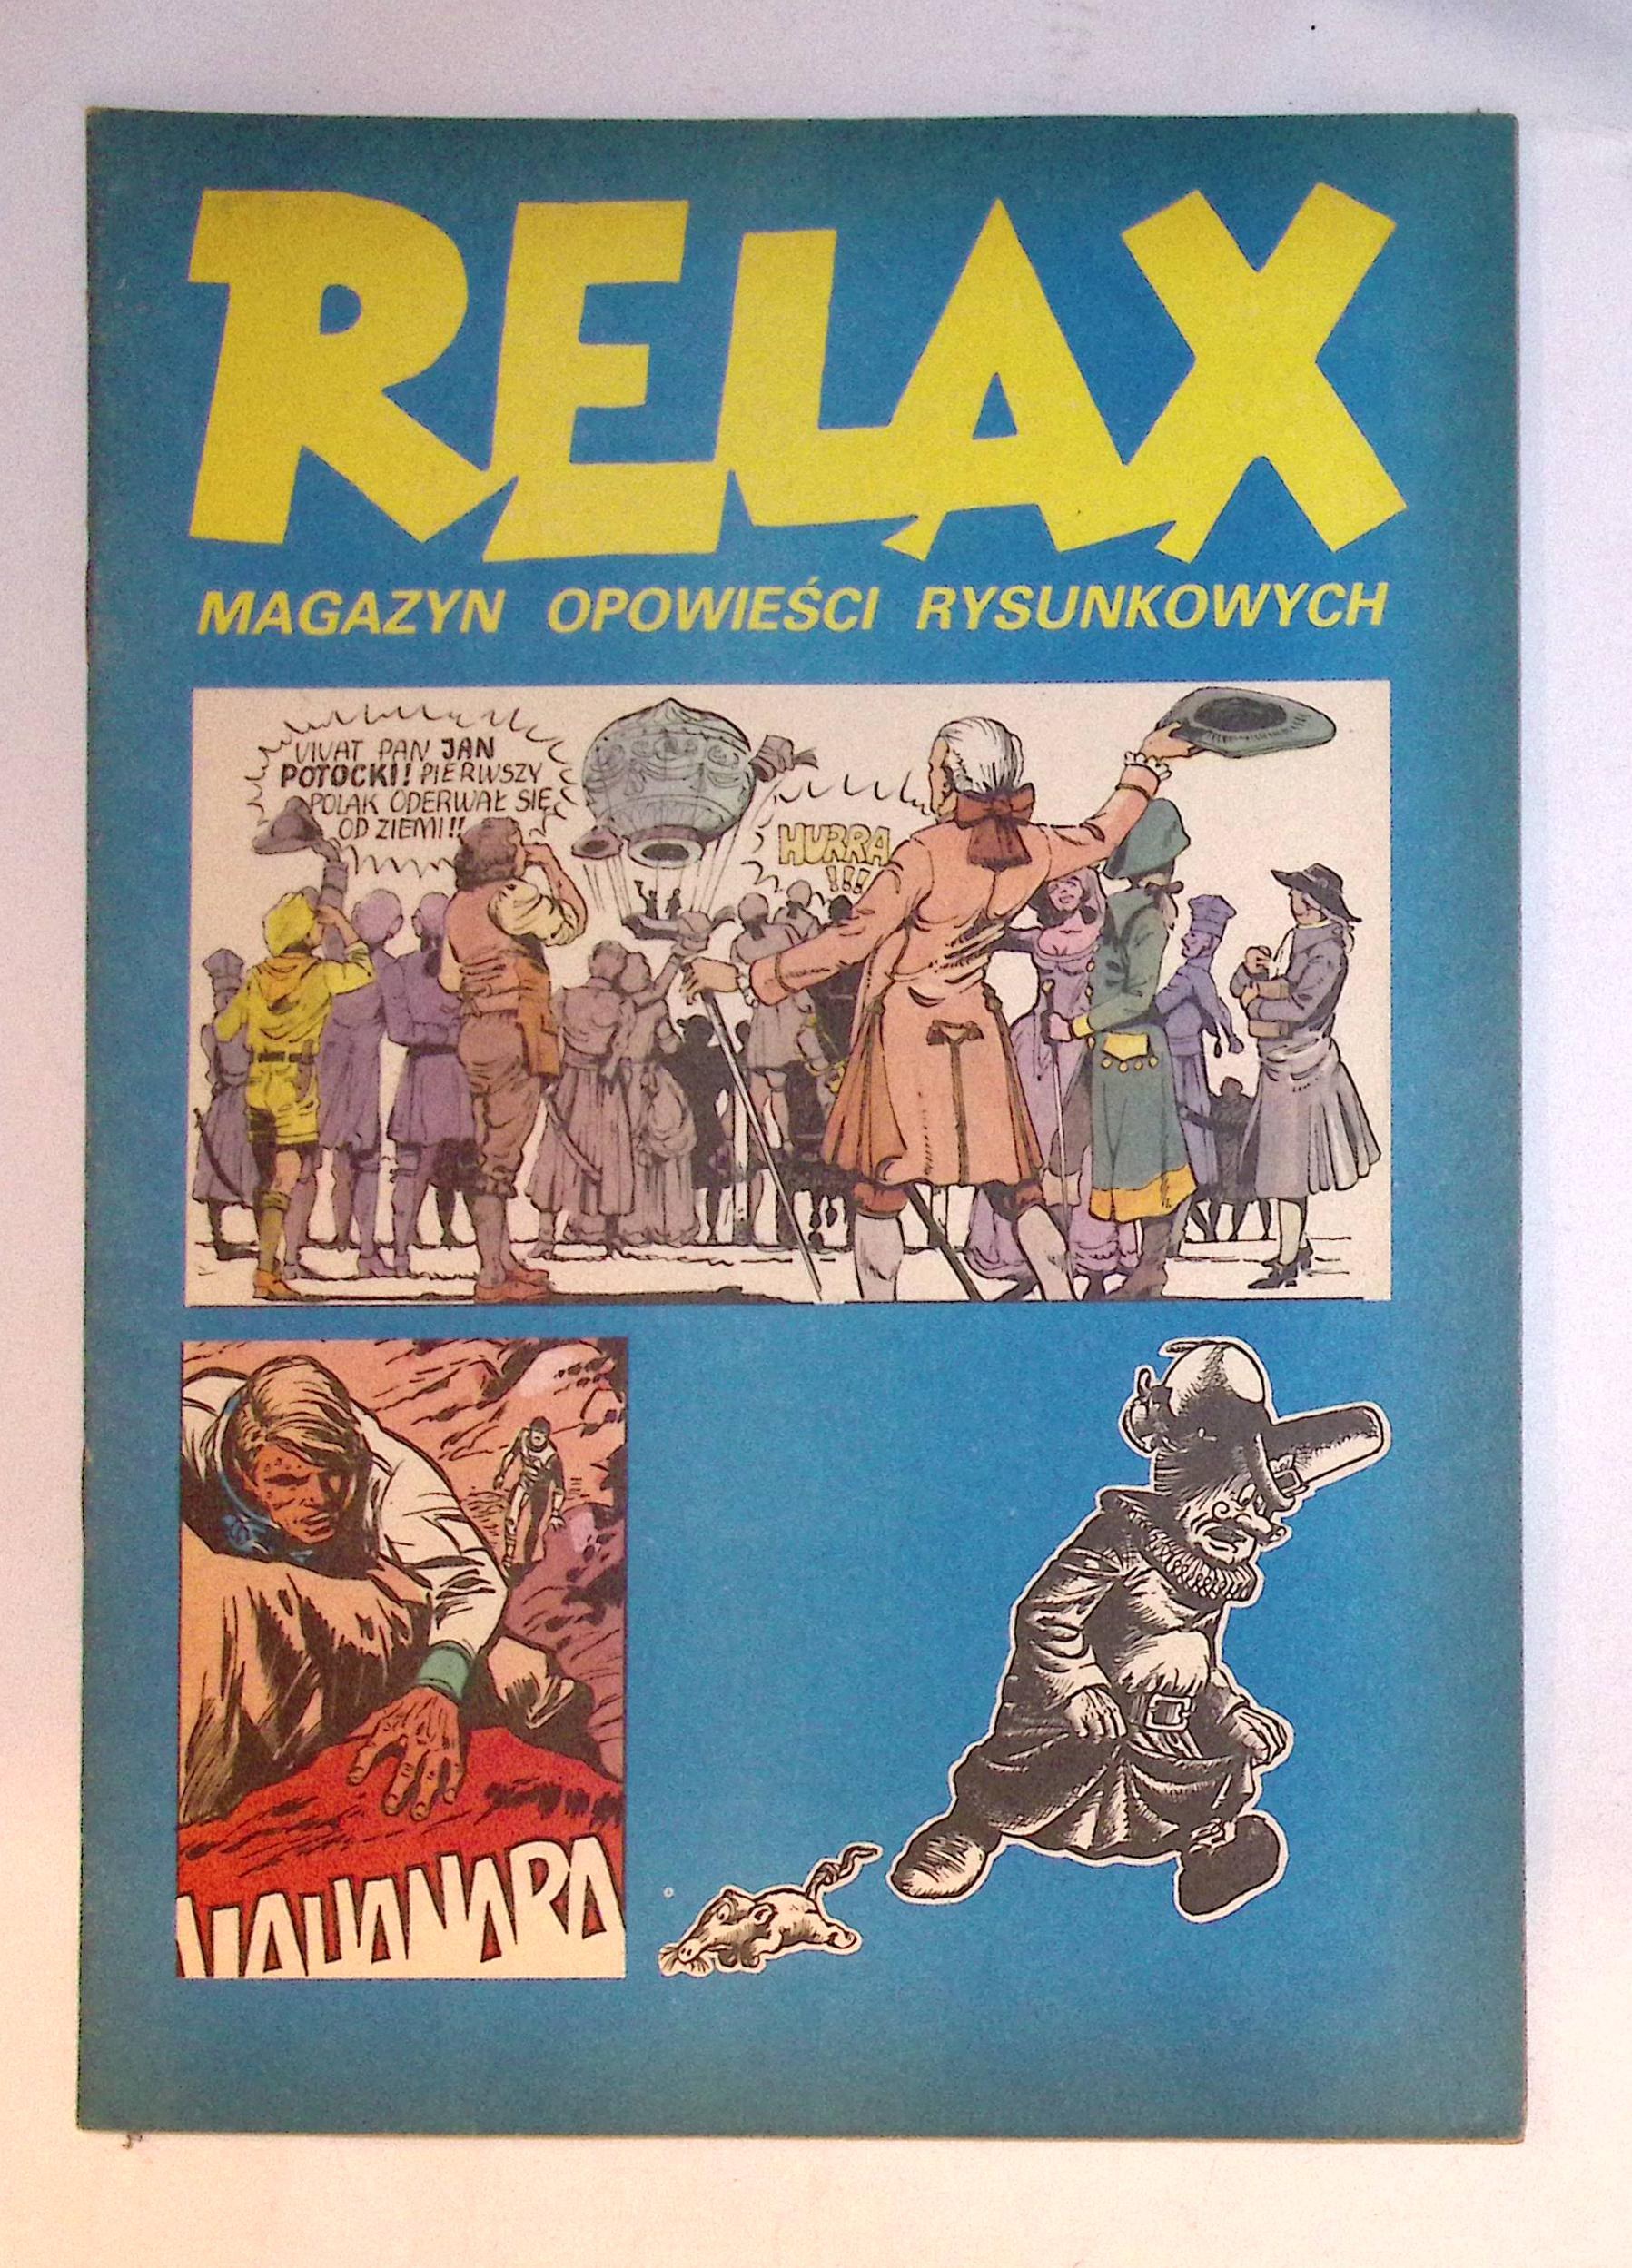 RELAX
MAGAZYN OPOWIEŚCI RYSUNKOWYCH
VIVAT PAN JAN
POTOCKI! PIERWSZY
POLAK ODERWAŁ SIĘ
OD ZIEMI!!
HURRA
!!!